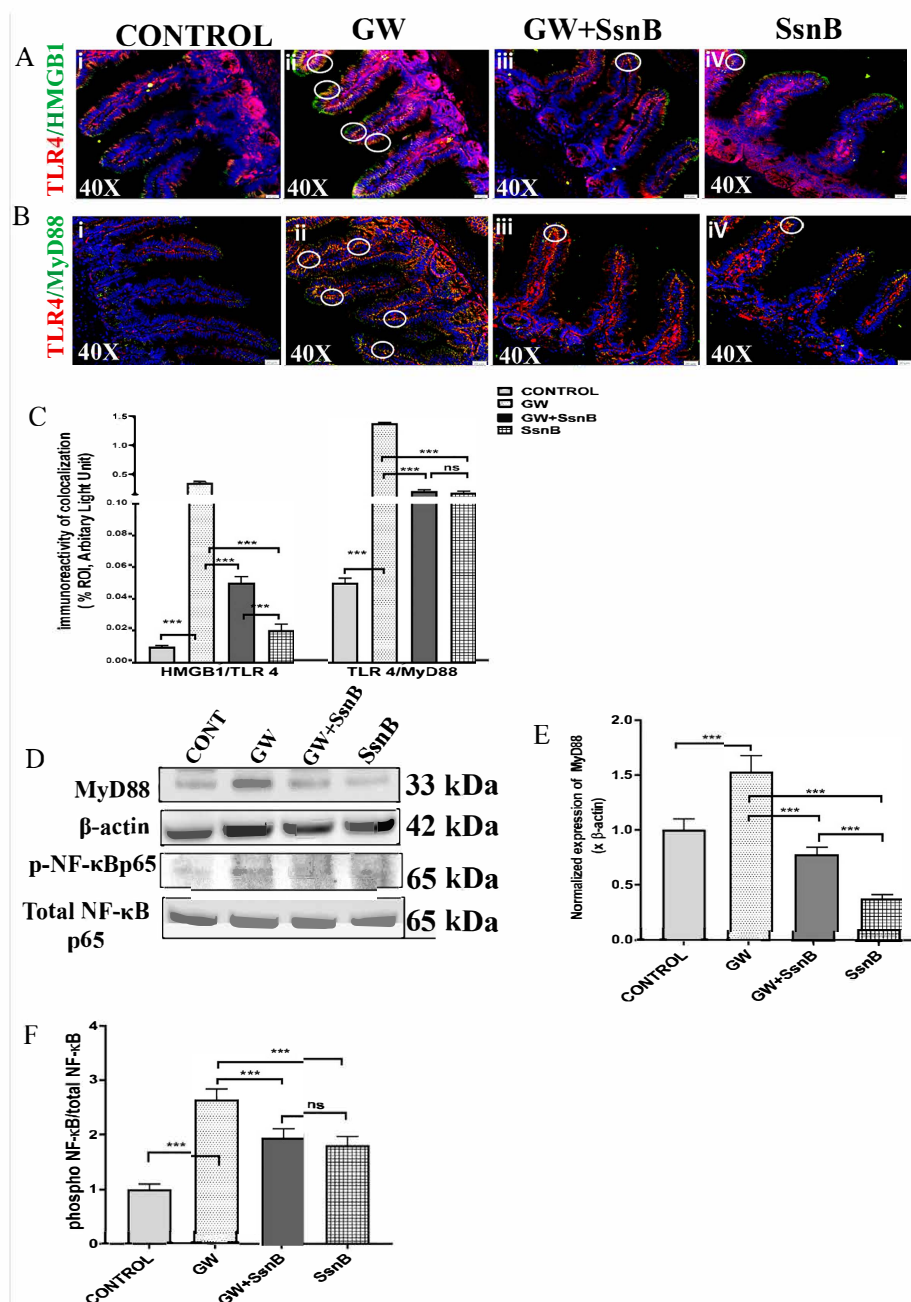 CONTROL GW GW+SsnB SsnB
A
TLR4/HMGB1
i ii iii iV
40X 40X 40X 40X
B
TLR4/MyD88
i ii iii iV
40X 40X 40X 40X
C
CONTROL
GW
GW+SsnB
SsnB
immunoreactivity of colocalization
( % ROI, Arbitary Light Unit)
1.5
1.0
0.5
0.10
0.08
0.06
0.04
0.02
0.00
*** *** *** ***
*** *** *** ns
HMGB1/TLR 4 TLR 4/MyD88
D
CONT GW GW+SsnB SsnB
MyD88 33 kDa
β-actin 42 kDa
p-NF-κBp65 65 kDa
Total NF-κB 65 kDa
p65
E
Normalized expression of MyD88
(x β-actin)
2.0
1.5
1.0
0.5
0.0
*** *** *** ***
CONTROL GW GW+SsnB SsnB
F
phospho NF-κB/total NF-κB
4
3
2
1
0
*** *** *** ns
CONTROL GW GW+SsnB SsnB